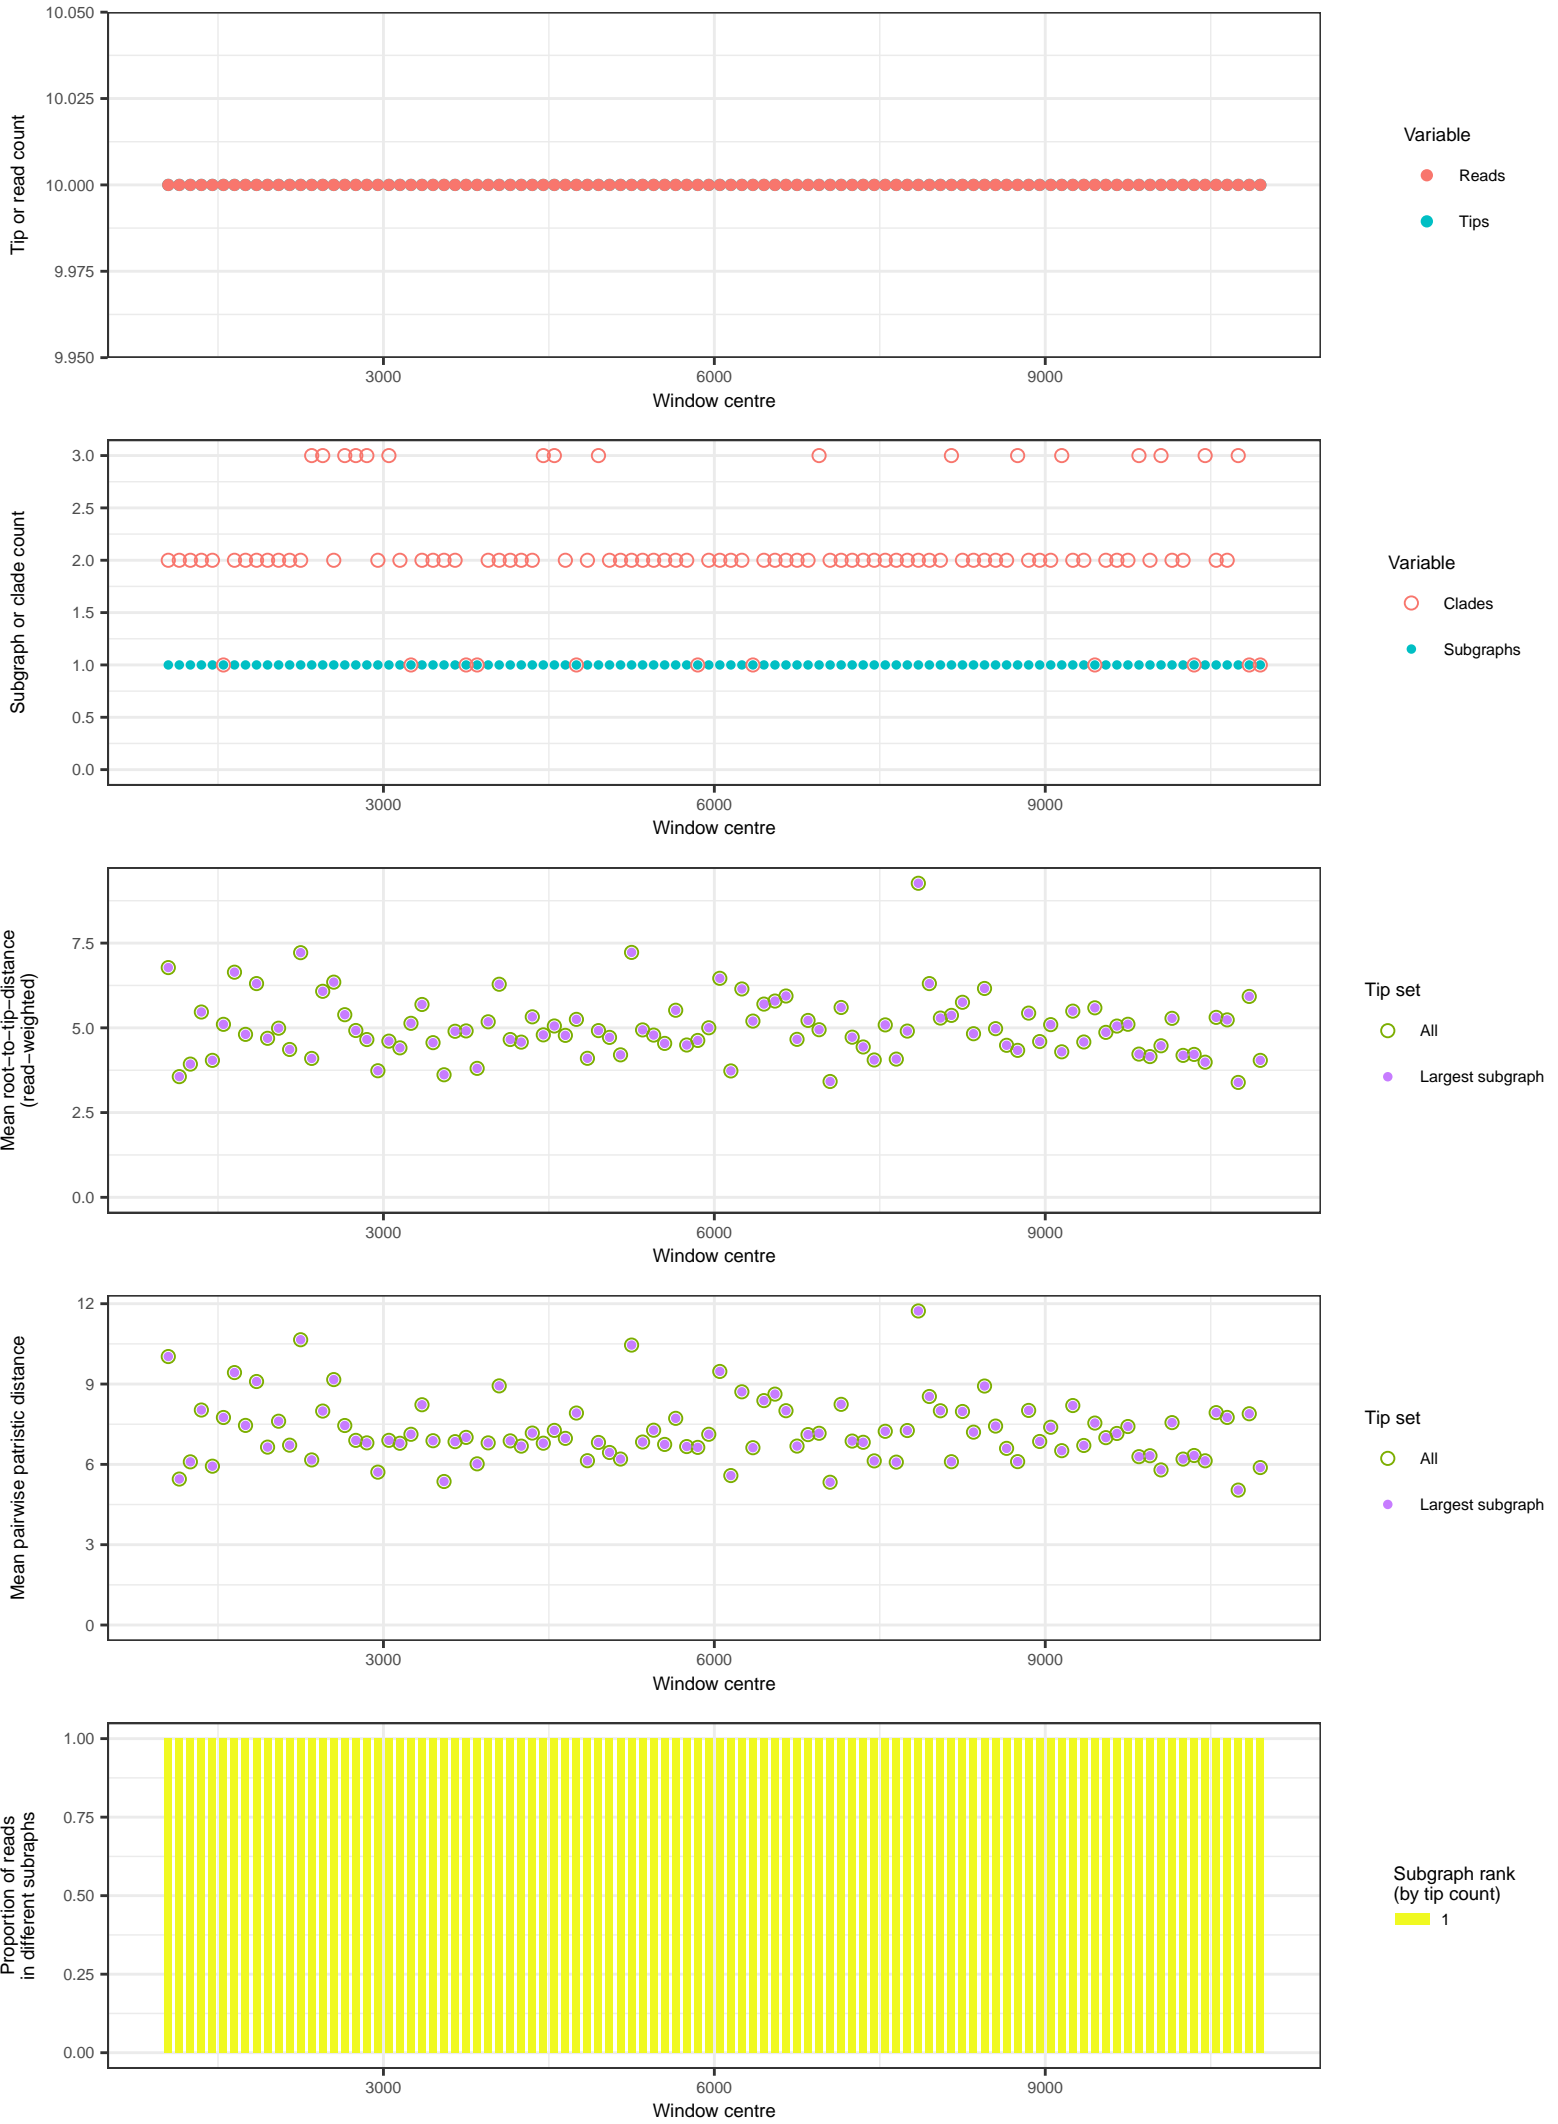 10.050
10.025
10.000
9.975
9.950
Tip or read count
3000
6000
9000
Window centre
Variable
Reads
Tips
3.0
2.5
2.0
1.5
1.0
0.5
0.0
Subgraph or clade count
3000
6000
9000
Window centre
Variable
Clades
Subgraphs
7.5
5.0
2.5
0.0
Mean root−to−tip−distance
(read−weighted)
3000
6000
9000
Window centre
Tip set
All
Largest subgraph
12
9
6
3
0
Mean pairwise patristic distance
3000
6000
9000
Window centre
Tip set
All
Largest subgraph
1.00
0.75
0.50
0.25
0.00
Proportion of reads
in different subraphs
3000
6000
9000
Window centre
Subgraph rank
(by tip count)
1